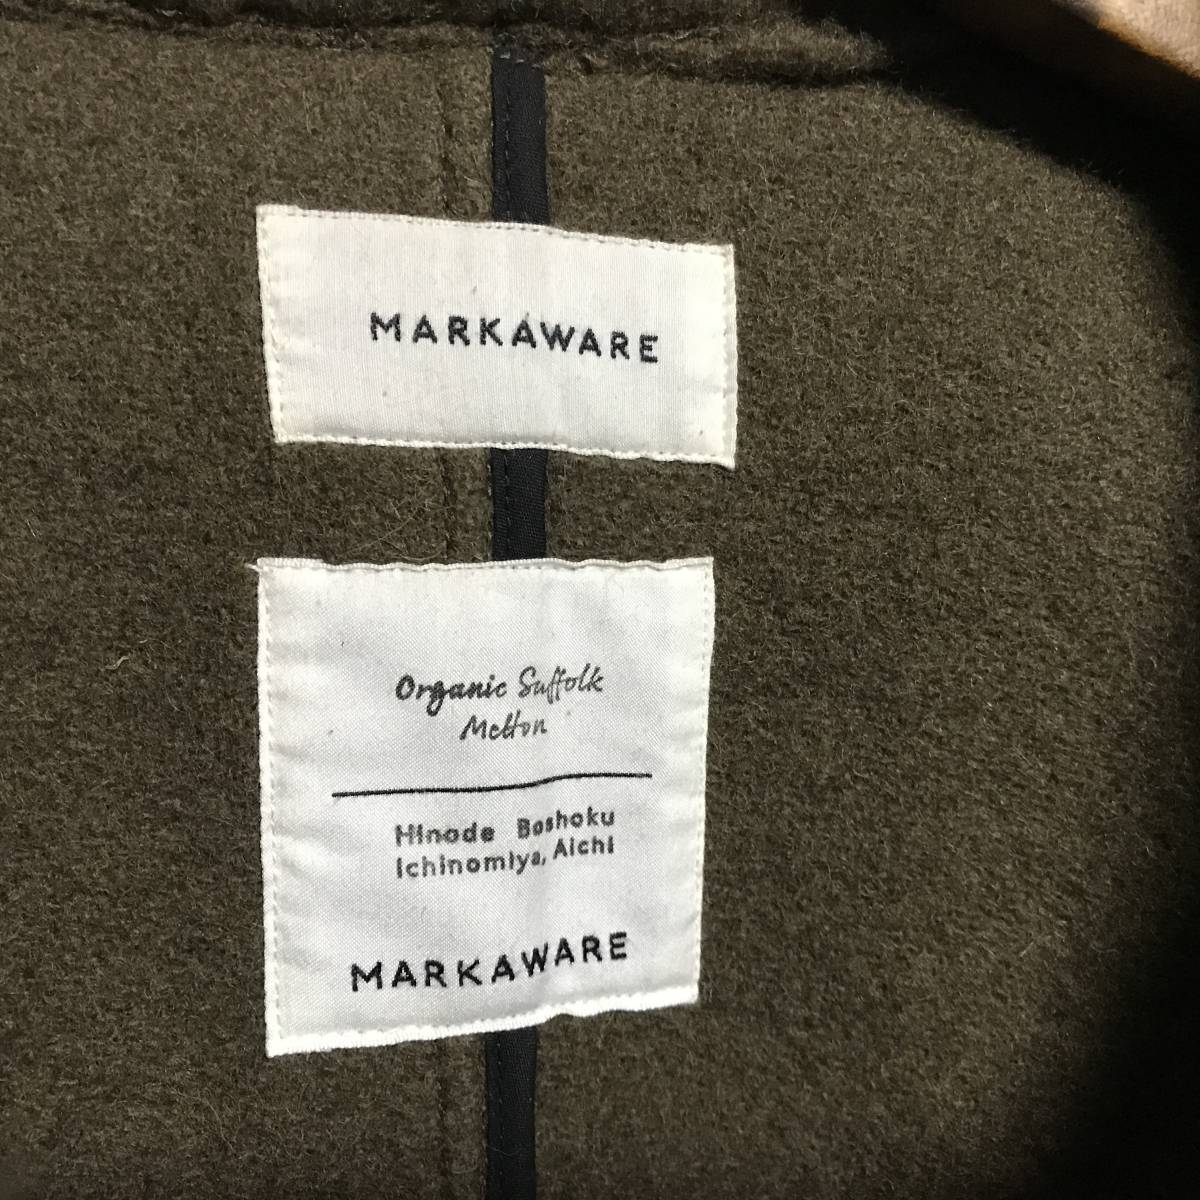 MARKAWARE
Organic Suffolk
Melton
Hinode Boshoku
Ichinomiya, Aichi
MARKAWARE